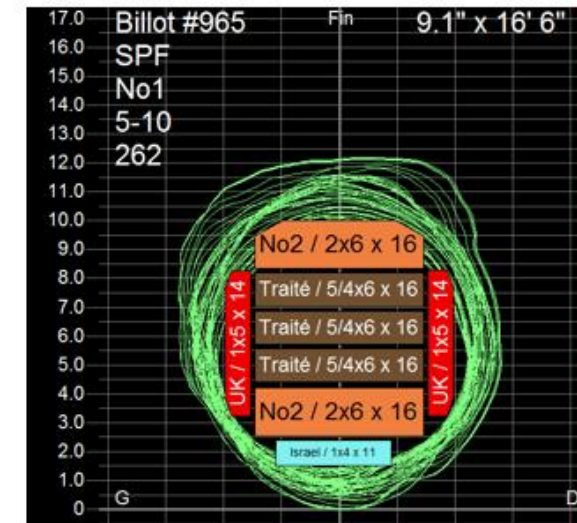 Billot #965 Fin 9.1" x 16' 6"
SPF
No1
5-10
262
17.0
16.0
15.0
14.0
13.0
12.0
11.0
10.0
9.0
8.0
7.0
6.0
5.0
4.0
3.0
2.0
1.0
0
No2 / 2x6 x 16
Traité / 5/4x6 x 16
Traité / 5/4x6 x 16
Traité / 5/4x6 x 16
No2 / 2x6 x 16
UK / 1x5 x 14
UK / 1x5 x 14
Israel / 1x4 x 11
G
D